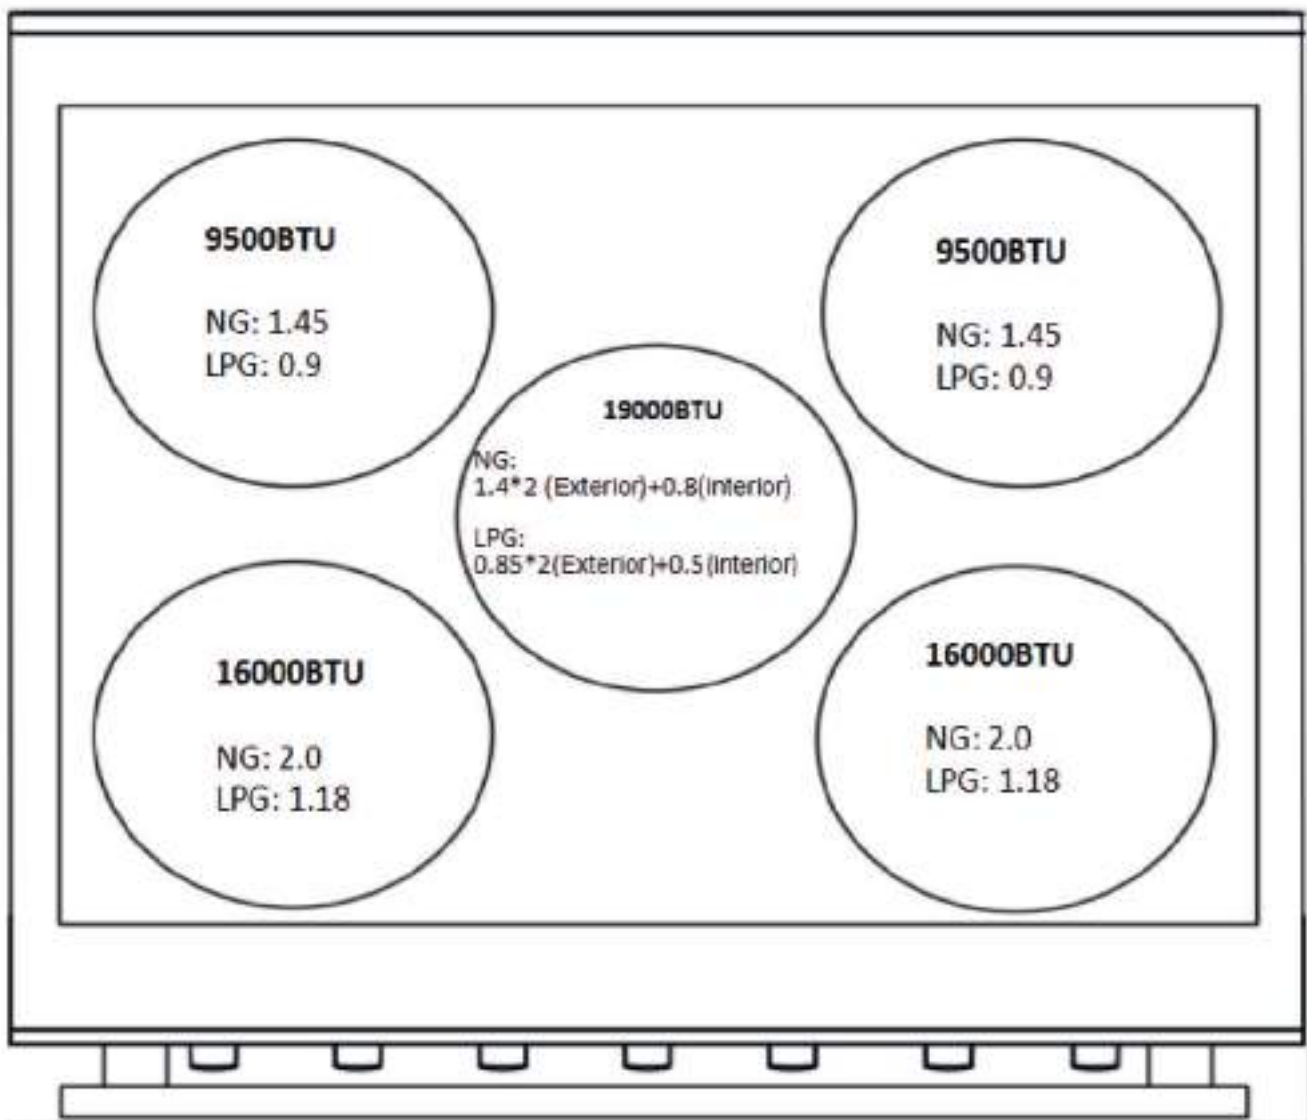 9500BTU
NG: 1.45
LPG: 0.9
9500BTU
NG: 1.45
LPG: 0.9
19000BTU
NG:
1.4*2 (Exterior)+0.8(Interior)
LPG:
0.85*2(Exterior)+0.5(Interior)
16000BTU
NG: 2.0
LPG: 1.18
16000BTU
NG: 2.0
LPG: 1.18